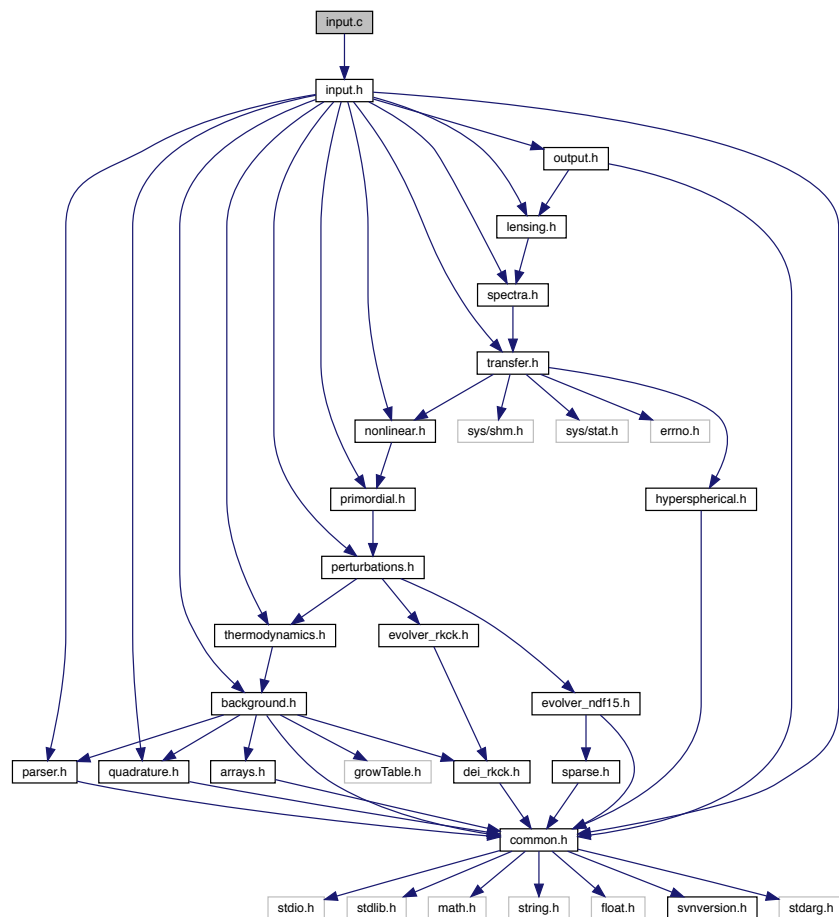 input.c
input.h
output.h
lensing.h
spectra.h
transfer.h
nonlinear.h
sys/shm.h
sys/stat.h
errno.h
primordial.h
hyperspherical.h
perturbations.h
thermodynamics.h
evolver_rkck.h
background.h
evolver_ndf15.h
parser.h
quadrature.h
arrays.h
growTable.h
dei_rkck.h
sparse.h
common.h
stdio.h
stdlib.h
math.h
string.h
float.h
svnversion.h
stdarg.h